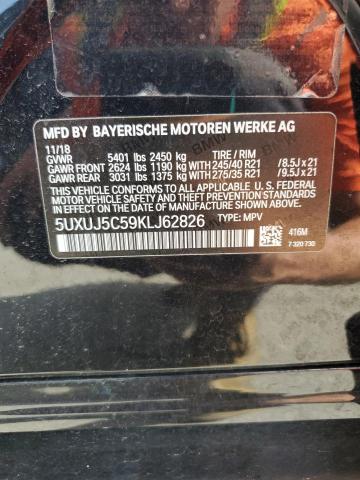 MFD BY BAYERISCHE MOTOREN WERKE AG
11/18
GVWR 5401 lbs 2450 kg TIRE / RIM
GAWR FRONT 2624 lbs 1190 kg WITH 245/40 R21 /8.5J x 21
GAWR REAR 3031 lbs 1375 kg WITH 275/35 R21 /9.5J x 21
THIS VEHICLE CONFORMS TO ALL APPLICABLE U. S. FEDERAL
MOTOR VEHICLE SAFETY, BUMPER, AND THEFT PREVENTION
STANDARDS IN EFFECT ON THE DATE OF MANUFACTURE
SHOWN ABOVE.
5UXUJ5C59KLJ62826 TYPE: MPV
416M
7 320 730